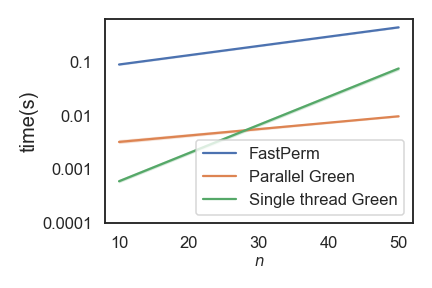 time(s)
0.1
0.01
0.001
0.0001
FastPerm
Parallel Green
Single thread Green
10 20 30 40 50
n